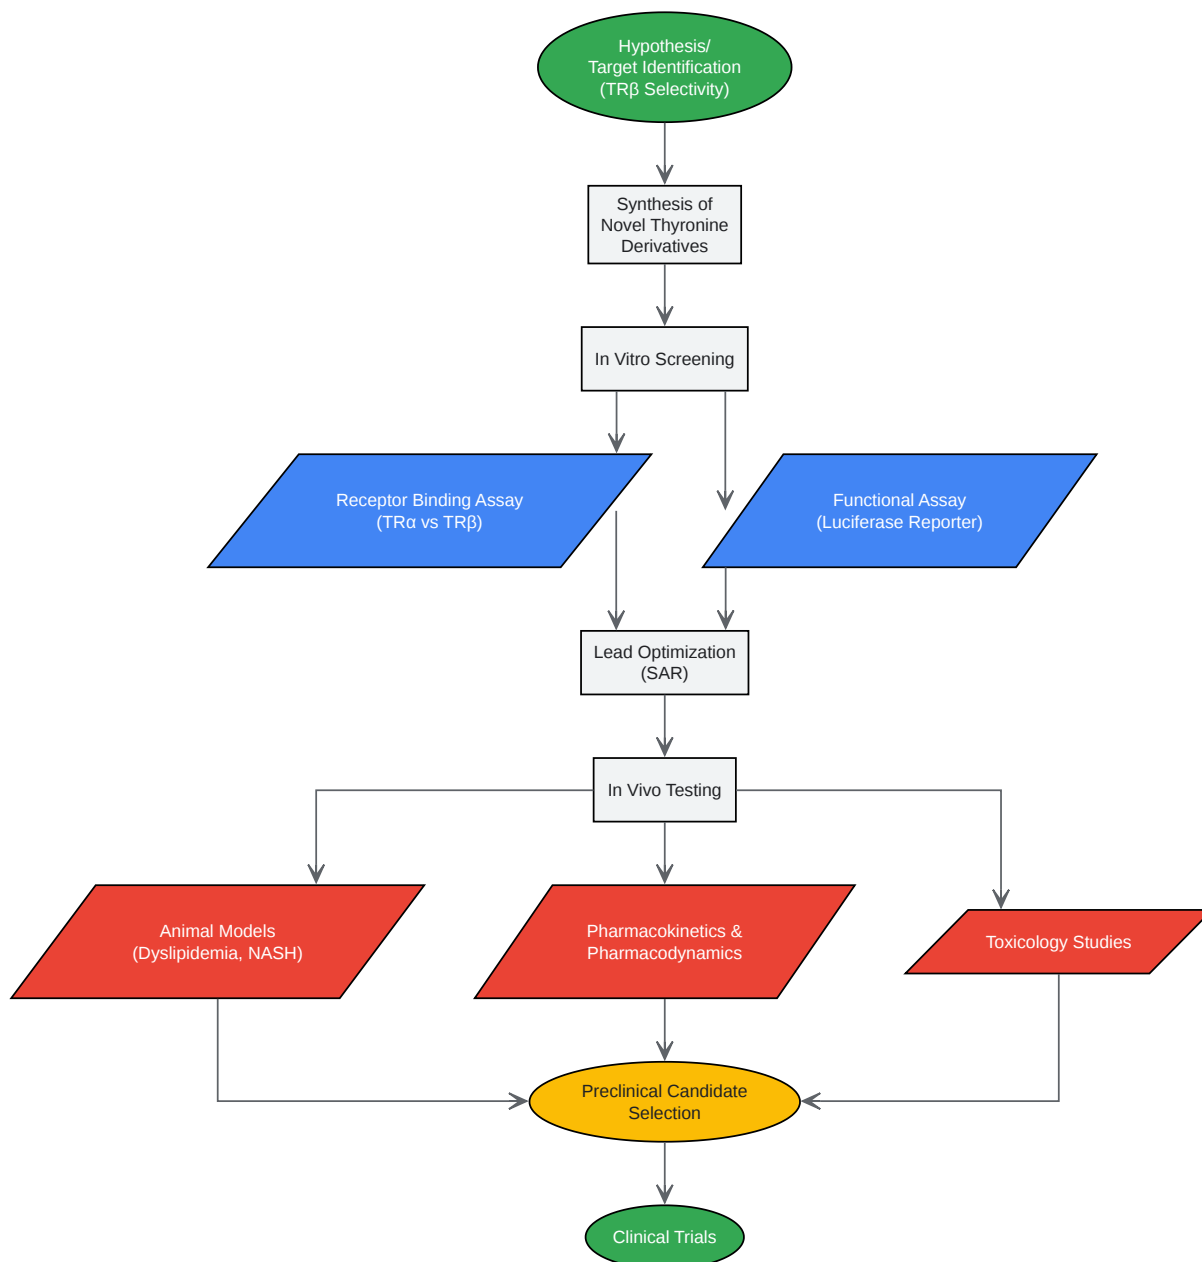 Hypothesis/
Target Identification
(TRβ Selectivity)
Synthesis of
Novel Thyronine
Derivatives
In Vitro Screening
Receptor Binding Assay
(TRα vs TRβ)
Functional Assay
(Luciferase Reporter)
Lead Optimization
(SAR)
In Vivo Testing
Animal Models
(Dyslipidemia, NASH)
Pharmacokinetics &
Pharmacodynamics
Toxicology Studies
Preclinical Candidate
Selection
Clinical Trials